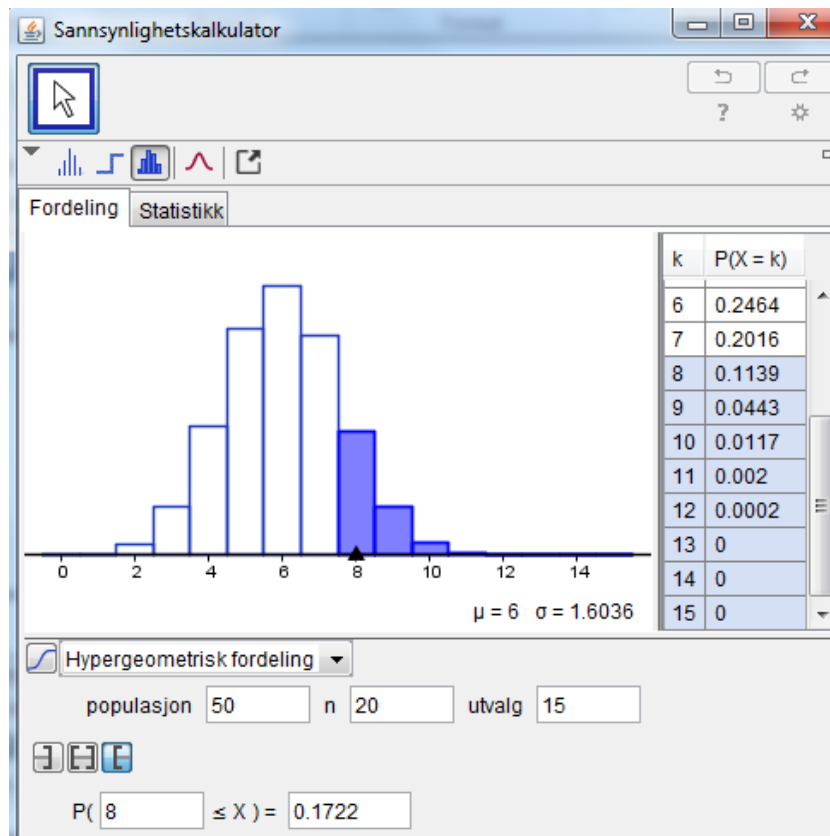 Sannsynlighetskalkulator
?
Fordeling Statistikk
k P(X = k)
6 0.2464
7 0.2016
8 0.1139
9 0.0443
10 0.0117
11 0.002
12 0.0002
13 0
14 0
15 0
0 2 4 6 8 10 12 14
μ = 6 σ = 1.6036
Hypergeometrisk fordeling
populasjon 50 n 20 utvalg 15
P( 8 ≤ X ) = 0.1722